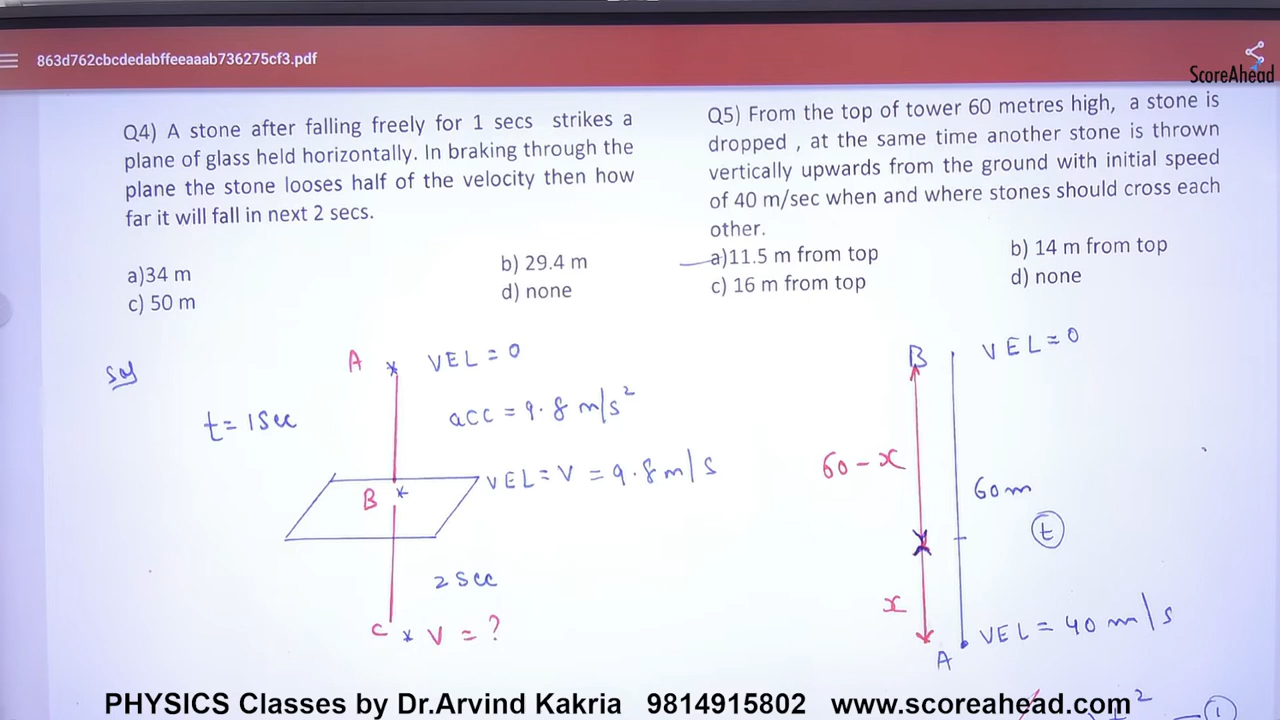 863d762cbcdedabffeeaaab736275cf3.pdf
ScoreAhead
Q4) A stone after falling freely for 1 secs strikes a
plane of glass held horizontally. In braking through the
plane the stone looses half of the velocity then how
far it will fall in next 2 secs.
a)34 m
b) 29.4 m
c) 50 m
d) none
Q5) From the top of tower 60 metres high, a stone is
dropped , at the same time another stone is thrown
vertically upwards from the ground with initial speed
of 40 m/sec when and where stones should cross each
other.
a)11.5 m from top
b) 14 m from top
c) 16 m from top
d) none
Sol
A
VEL = 0
t = 1 Sec
acc = 9.8 m/s²
VEL = V = 9.8 m/s
B
2 Sec
C
V = ?
B
VEL = 0
60 - x
60m
t
x
VEL = 40 m/s
A
PHYSICS Classes by Dr.Arvind Kakria 9814915802 www.scoreahead.com